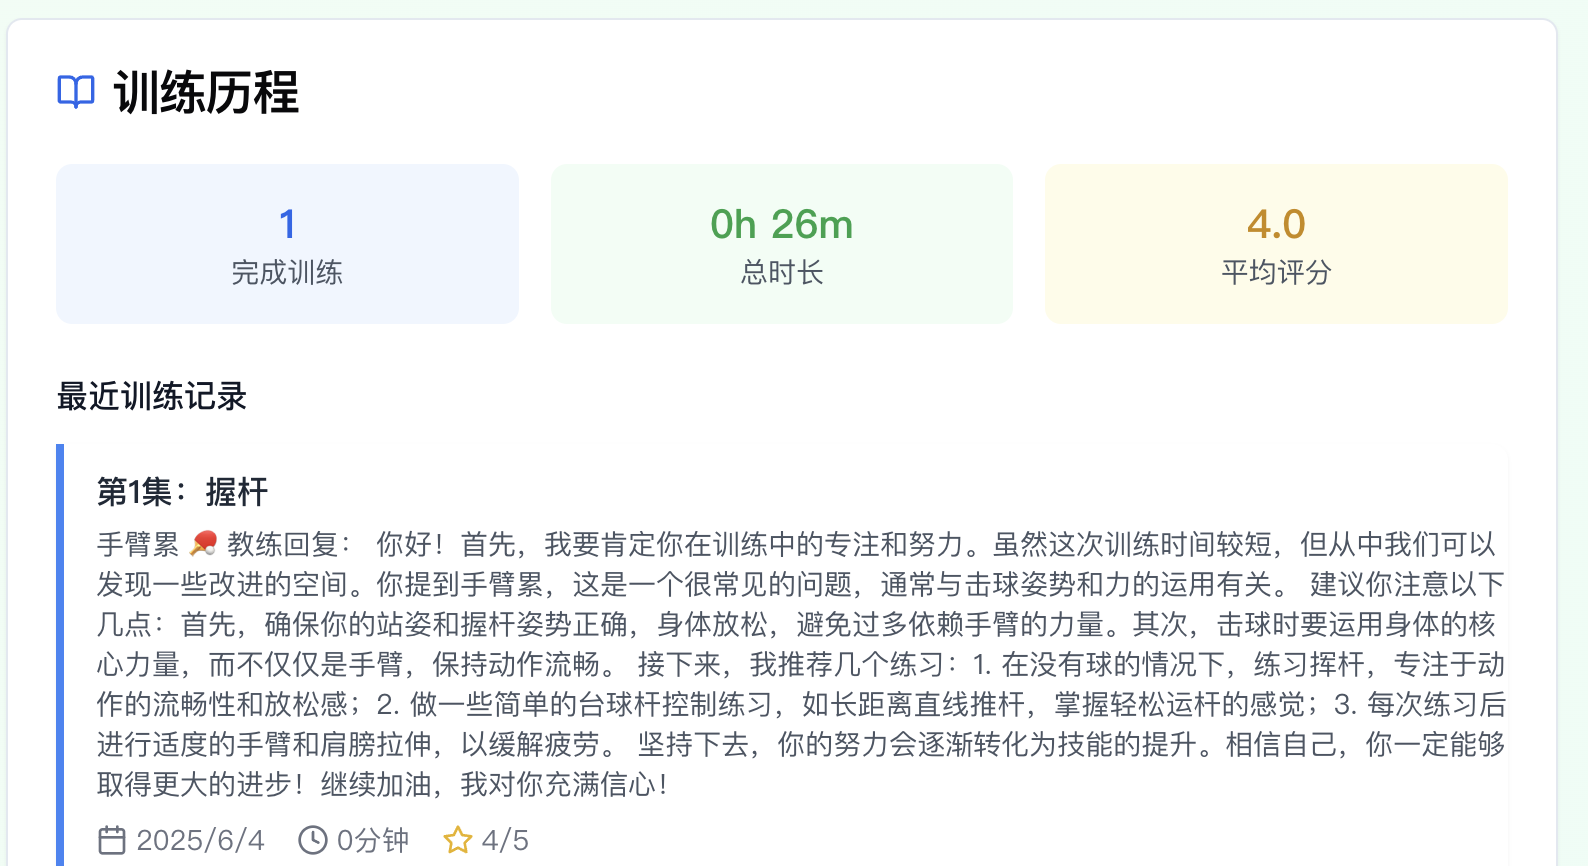 训练历程
1
完成训练
0h 26m
总时长
4.0
平均评分
最近训练记录
第1集：握杆
手臂累 🏓 教练回复： 你好！首先，我要肯定你在训练中的专注和努力。虽然这次训练时间较短，但从中我们可以
发现一些改进的空间。你提到手臂累，这是一个很常见的问题，通常与击球姿势和力的运用有关。 建议你注意以下
几点：首先，确保你的站姿和握杆姿势正确，身体放松，避免过多依赖手臂的力量。其次，击球时要运用身体的核
心力量，而不仅仅是手臂，保持动作流畅。 接下来，我推荐几个练习：1. 在没有球的情况下，练习挥杆，专注于动
作的流畅性和放松感；2. 做一些简单的台球杆控制练习，如长距离直线推杆，掌握轻松运杆的感觉；3. 每次练习后
进行适度的手臂和肩膀拉伸，以缓解疲劳。 坚持下去，你的努力会逐渐转化为技能的提升。相信自己，你一定能够
取得更大的进步！继续加油，我对你充满信心！
2025/6/4 0分钟 4/5